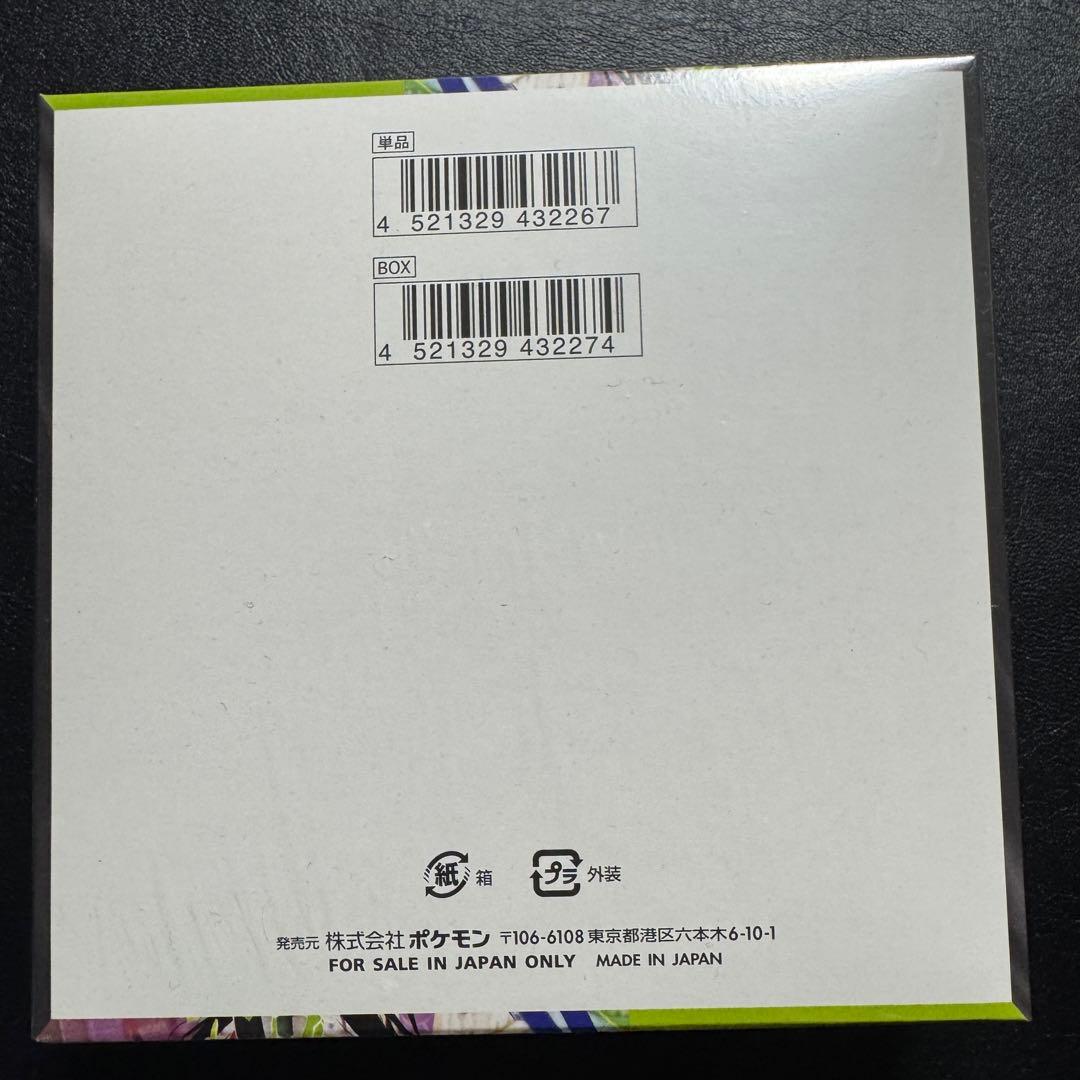 単品
4 521329 432267
BOX
4 521329 432274
紙 箱 プラ 外装
発売元 株式会社 ポケモン 〒106-6108 東京都港区六本木6-10-1
FOR SALE IN JAPAN ONLY MADE IN JAPAN